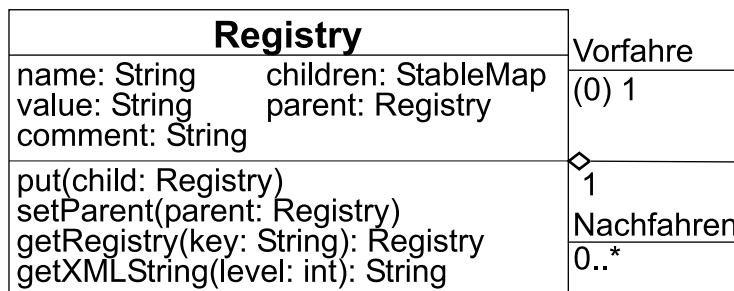 Registry
name: String children: StableMap
value: String parent: Registry
comment: String
put(child: Registry)
setParent(parent: Registry)
getRegistry(key: String): Registry
getXMLString(level: int): String
Vorfahre
(0) 1
1
Nachfahren
0..*